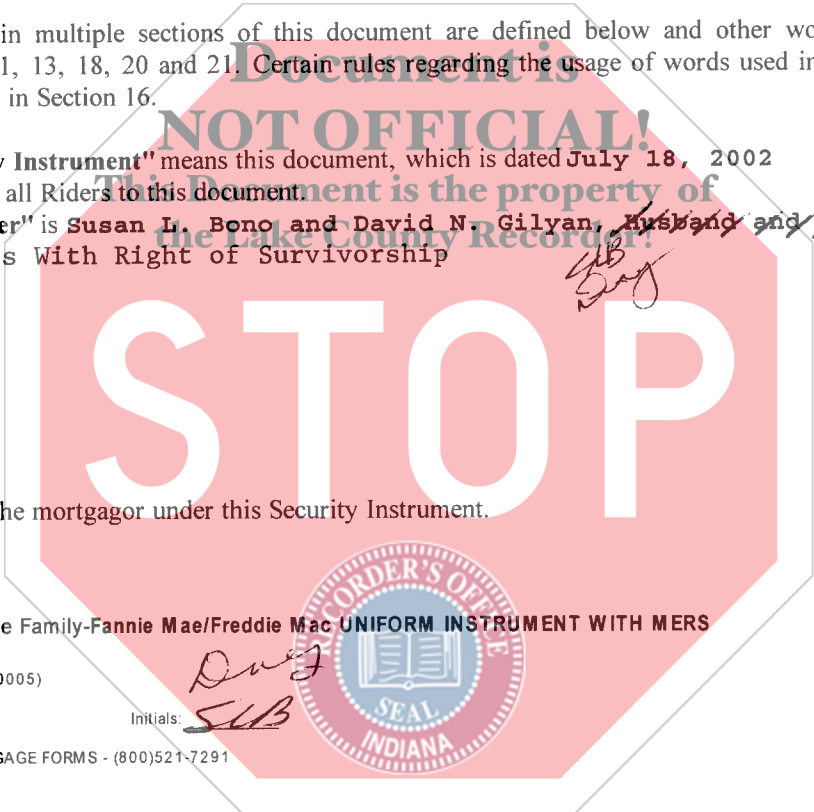 in multiple sections of this document are defined below and other
1, 13, 18, 20 and 21. Certain rules regarding the usage of words used in
in Section 16.
Document is
NOT OFFICIAL!
Instrument" means this document, which is dated July 18, 2002
all Riders to this document.
This Document is the property of
er" is Susan L. Bono and David N. Gilyan, Husband and
the Lake County Recorder!
s With Right of Survivorship
SLB
DNG
STOP
he mortgagor under this Security Instrument.
RECORDER'S OFFICE
e Family-Fannie Mae/Freddie Mac UNIFORM INSTRUMENT WITH MERS
DNG
0005)
Initials: SLB
SEAL
INDIANA
GAGE FORMS - (800)521-7291